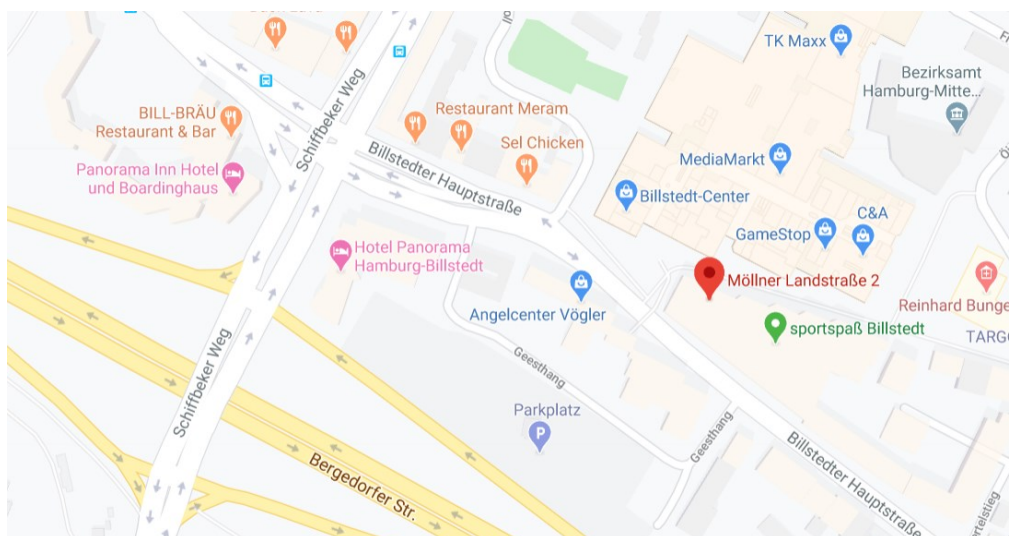 TK Maxx
Bezirksamt
Hamburg-Mitte...
BILL-BRÄU
Restaurant & Bar
Schiffbeker Weg
Restaurant Meram
Sel Chicken
Panorama Inn Hotel
und Boardinghaus
Billstedter Hauptstraße
MediaMarkt
Billstedt-Center
C&A
GameStop
Hotel Panorama
Hamburg-Billstedt
Möllner Landstraße 2
Reinhard Bunge
Angelcenter Vögler
sportspaß Billstedt
TARGO
Geesthang
Schiffbeker Weg
Parkplatz
P
Geesthang
Billstedter Hauptstraße
Bergedorfer Str.
ertelstieg